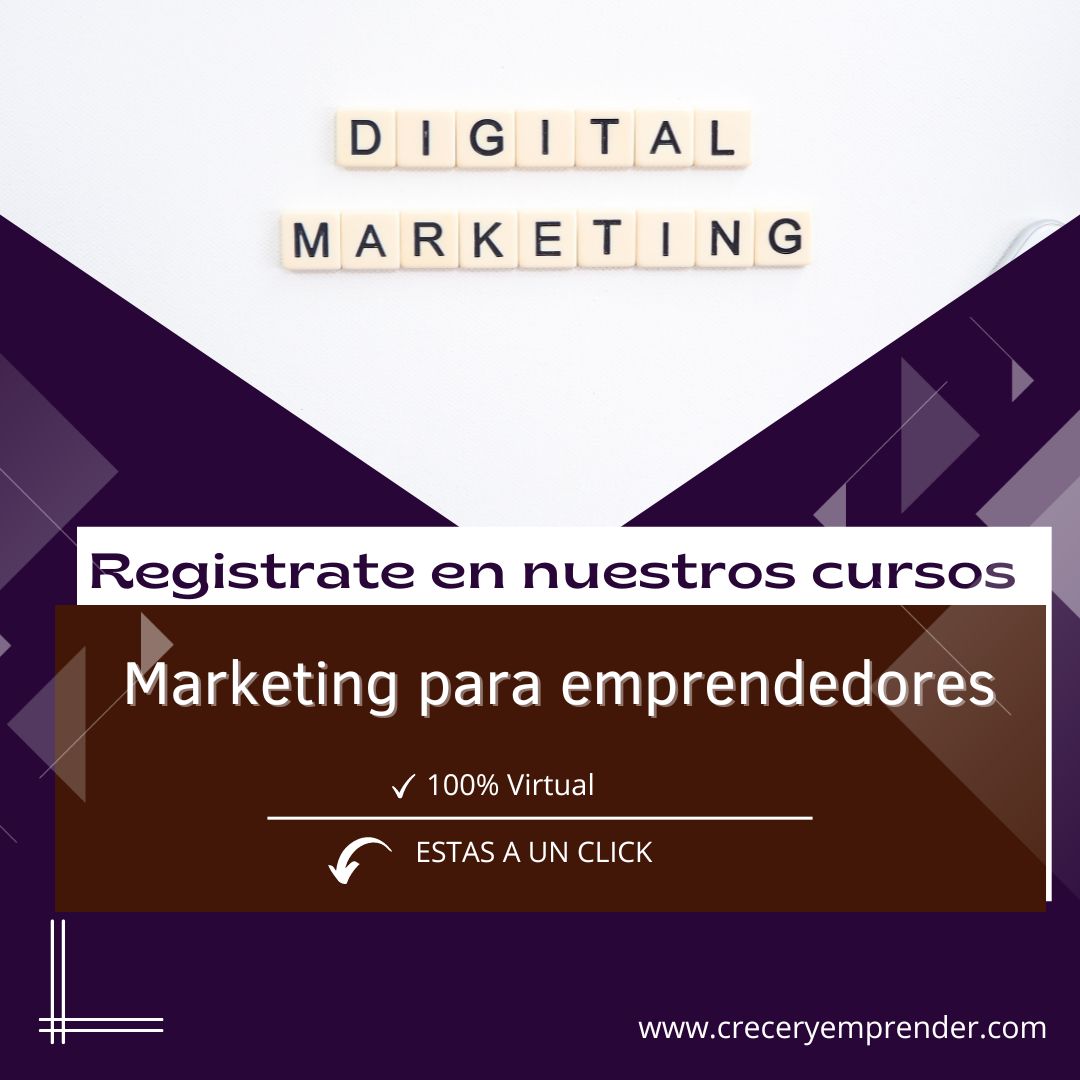 DIGITAL
MARKETING
Registrate en nuestros cursos
Marketing para emprendedores
✓ 100% Virtual
ESTAS A UN CLICK
www.creceryemprender.com